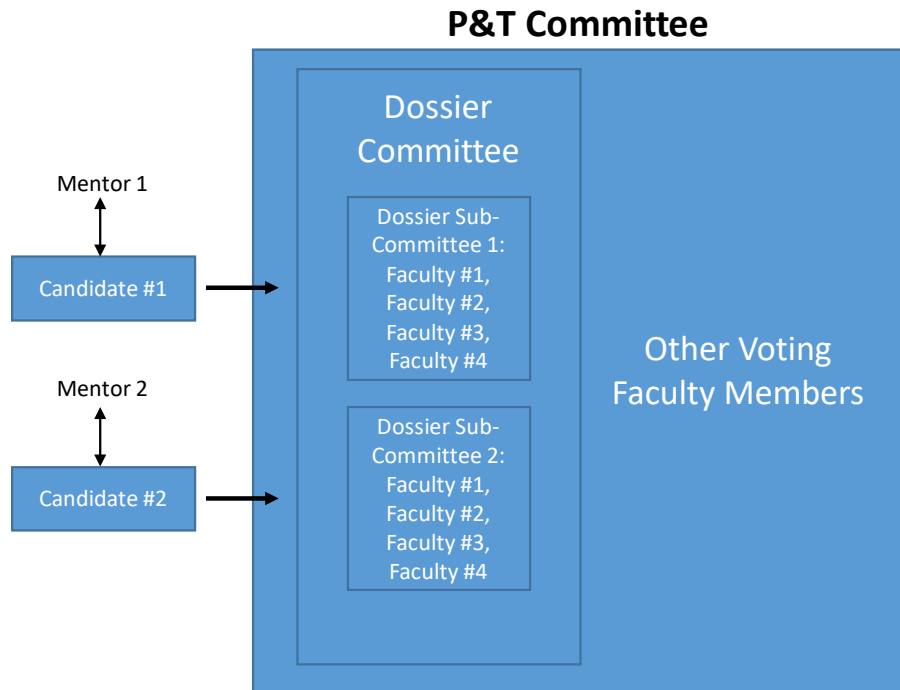 P&T Committee
Dossier
Committee
Mentor 1
Candidate #1
Dossier Sub-
Committee 1:
Faculty #1,
Faculty #2,
Faculty #3,
Faculty #4
Mentor 2
Candidate #2
Dossier Sub-
Committee 2:
Faculty #1,
Faculty #2,
Faculty #3,
Faculty #4
Other Voting
Faculty Members